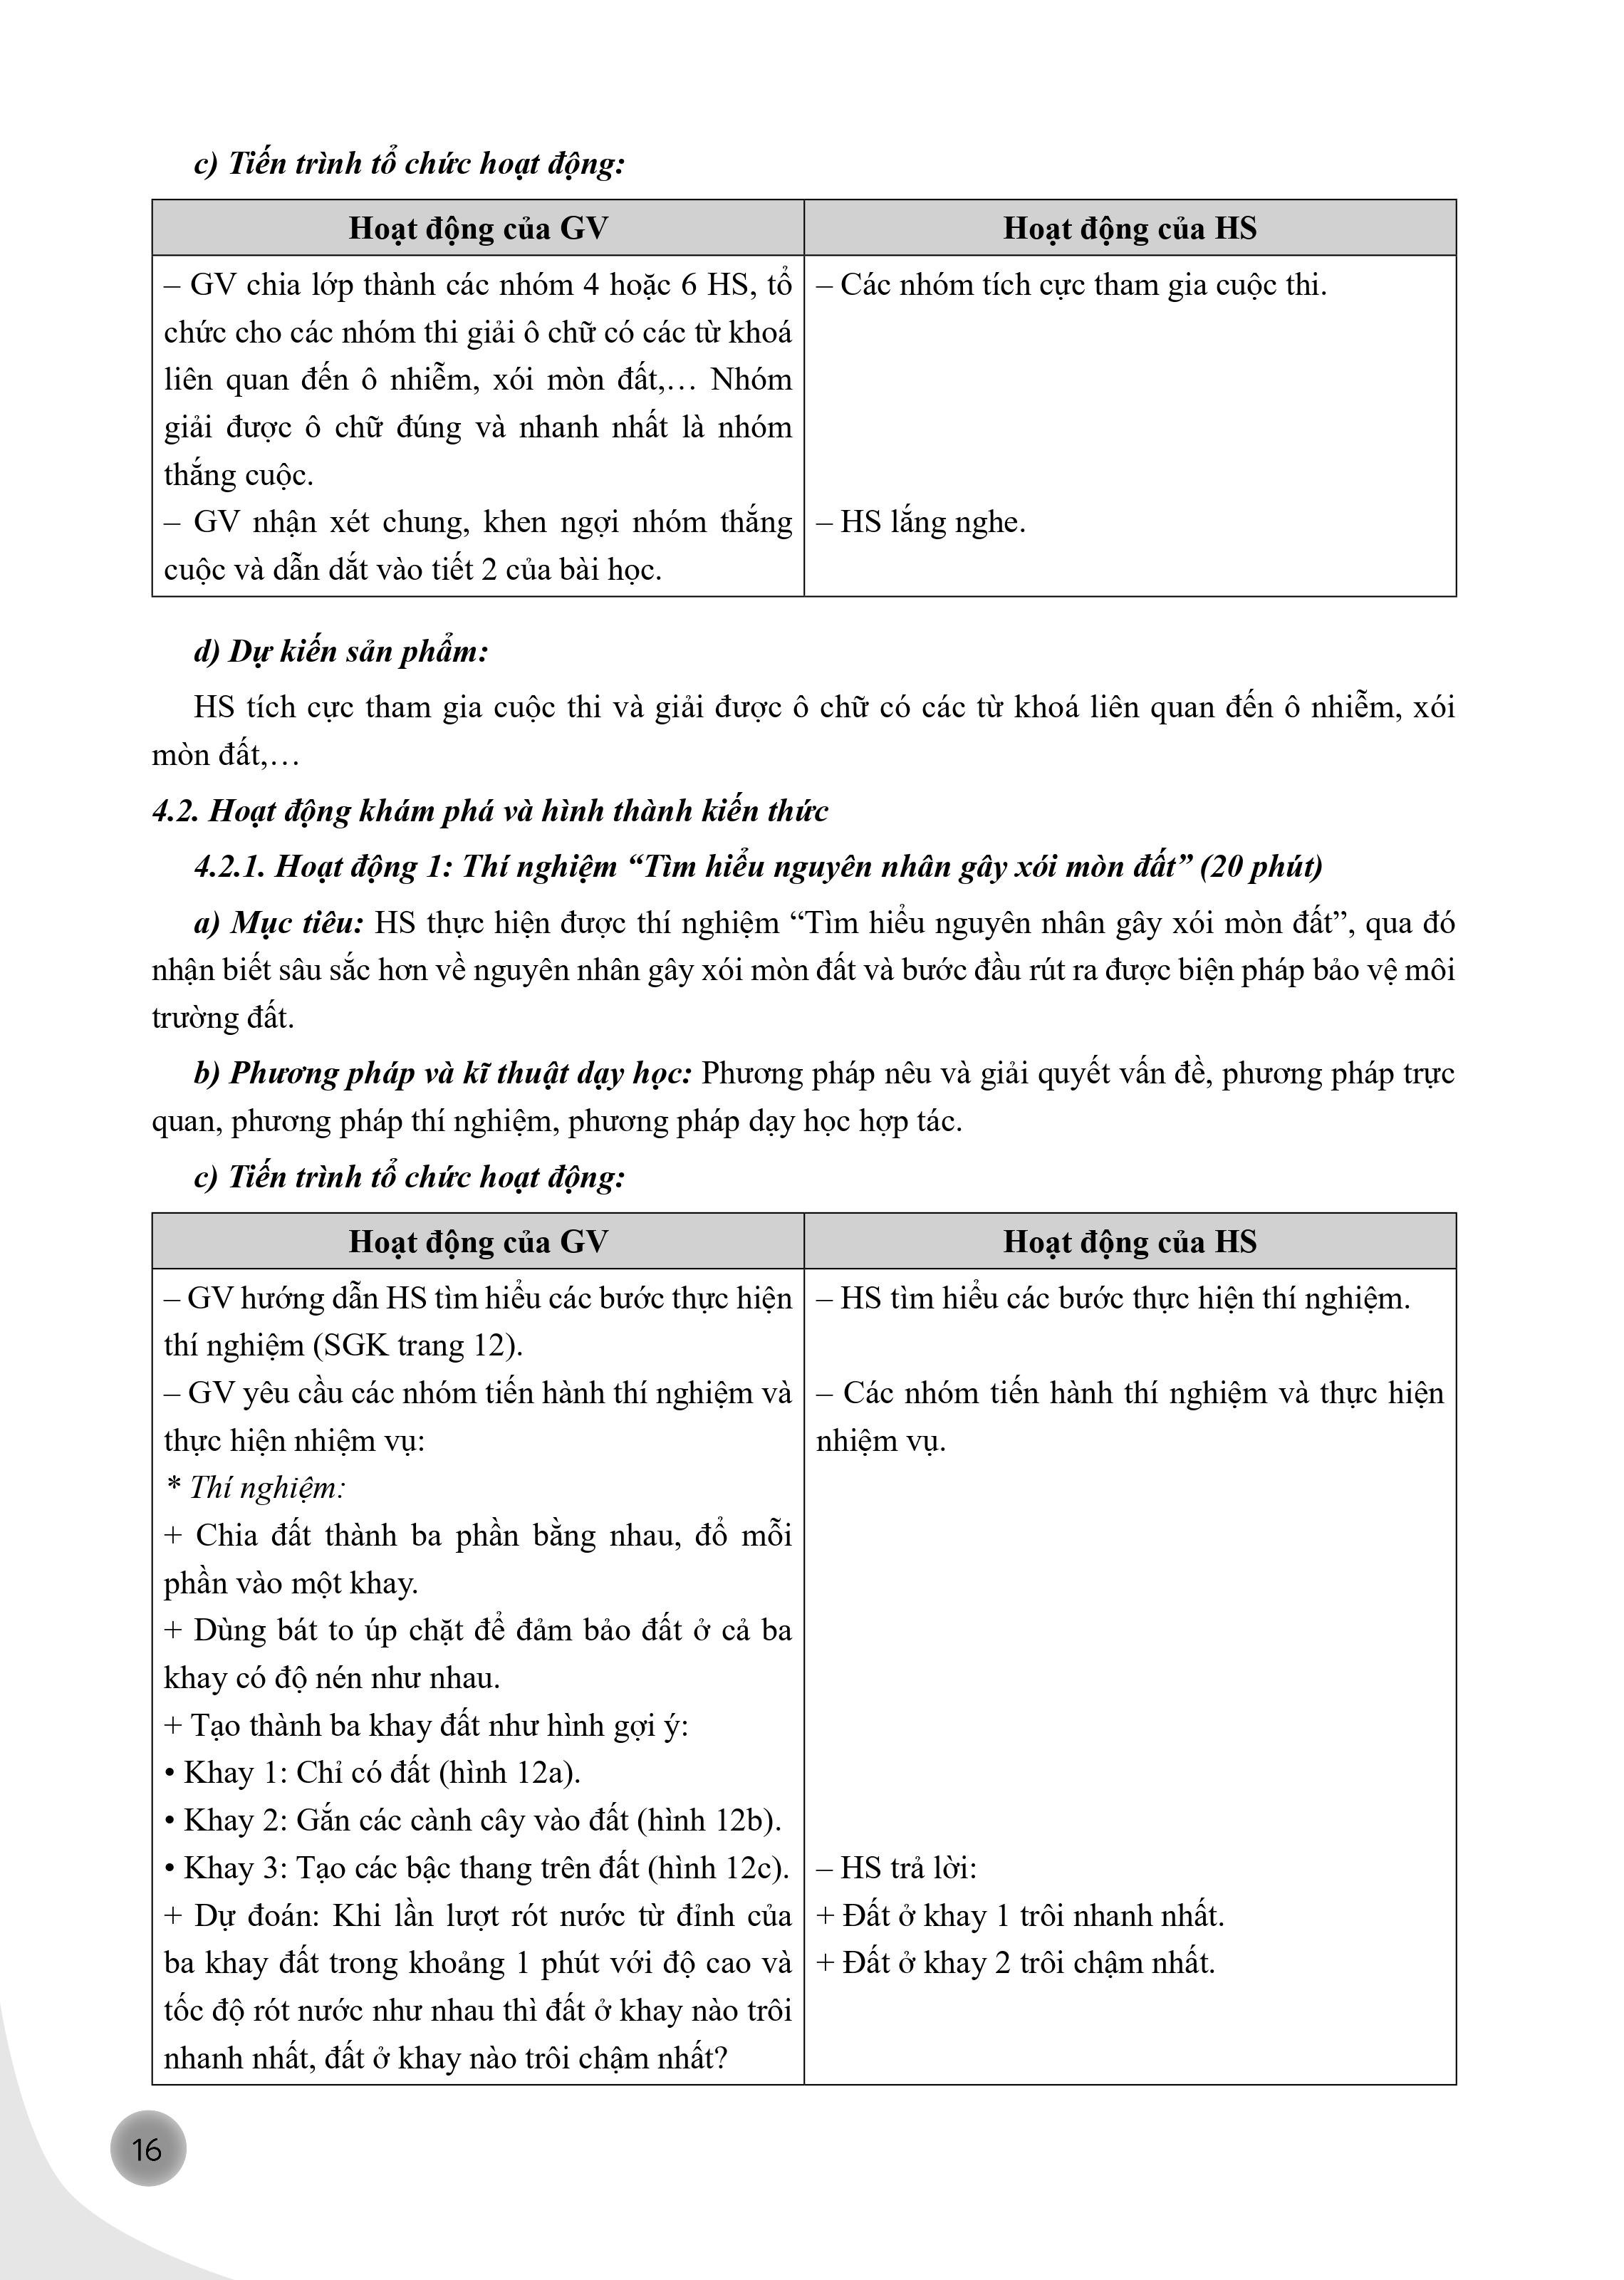 c) Tiến trình tổ chức hoạt động:
Hoạt động của GV
Hoạt động của HS
– GV chia lớp thành các nhóm 4 hoặc 6 HS, tổ
chức cho các nhóm thi giải ô chữ có các từ khoá
liên quan đến ô nhiễm, xói mòn đất,… Nhóm
giải được ô chữ đúng và nhanh nhất là nhóm
thắng cuộc.
– GV nhận xét chung, khen ngợi nhóm thắng
cuộc và dẫn dắt vào tiết 2 của bài học.
– Các nhóm tích cực tham gia cuộc thi.
– HS lắng nghe.
d) Dự kiến sản phẩm:
HS tích cực tham gia cuộc thi và giải được ô chữ có các từ khoá liên quan đến ô nhiễm, xói
mòn đất,…
4.2. Hoạt động khám phá và hình thành kiến thức
4.2.1. Hoạt động 1: Thí nghiệm “Tìm hiểu nguyên nhân gây xói mòn đất” (20 phút)
a) Mục tiêu: HS thực hiện được thí nghiệm “Tìm hiểu nguyên nhân gây xói mòn đất”, qua đó
nhận biết sâu sắc hơn về nguyên nhân gây xói mòn đất và bước đầu rút ra được biện pháp bảo vệ môi
trường đất.
b) Phương pháp và kĩ thuật dạy học: Phương pháp nêu và giải quyết vấn đề, phương pháp trực
quan, phương pháp thí nghiệm, phương pháp dạy học hợp tác.
c) Tiến trình tổ chức hoạt động:
Hoạt động của GV
Hoạt động của HS
– GV hướng dẫn HS tìm hiểu các bước thực hiện
thí nghiệm (SGK trang 12).
– GV yêu cầu các nhóm tiến hành thí nghiệm và
thực hiện nhiệm vụ:
* Thí nghiệm:
+ Chia đất thành ba phần bằng nhau, đổ mỗi
phần vào một khay.
+ Dùng bát to úp chặt để đảm bảo đất ở cả ba
khay có độ nén như nhau.
+ Tạo thành ba khay đất như hình gợi ý:
• Khay 1: Chỉ có đất (hình 12a).
• Khay 2: Gắn các cành cây vào đất (hình 12b).
• Khay 3: Tạo các bậc thang trên đất (hình 12c).
+ Dự đoán: Khi lần lượt rót nước từ đỉnh của
ba khay đất trong khoảng 1 phút với độ cao và
tốc độ rót nước như nhau thì đất ở khay nào trôi
nhanh nhất, đất ở khay nào trôi chậm nhất?
– HS tìm hiểu các bước thực hiện thí nghiệm.
– Các nhóm tiến hành thí nghiệm và thực hiện
nhiệm vụ.
– HS trả lời:
+ Đất ở khay 1 trôi nhanh nhất.
+ Đất ở khay 2 trôi chậm nhất.
16